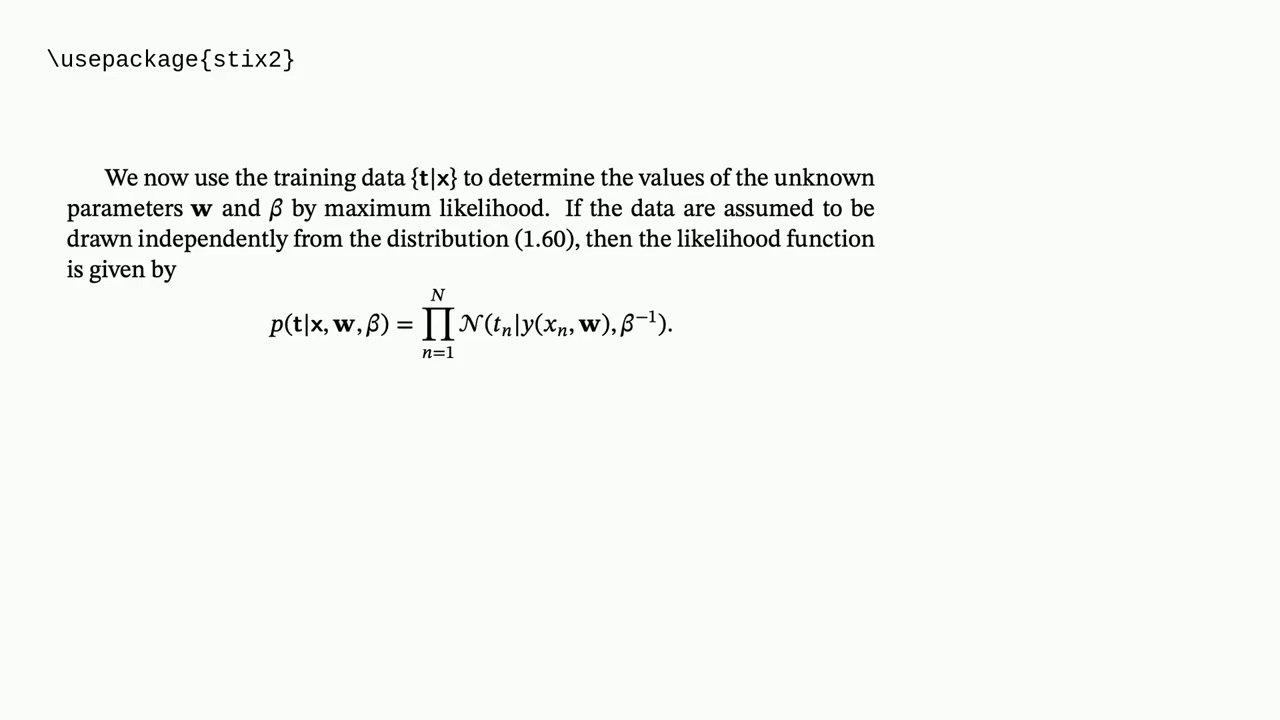 \usepackage{stix2}
We now use the training data {𝘁|𝘅} to determine the values of the unknown
parameters 𝐰 and β by maximum likelihood. If the data are assumed to be
drawn independently from the distribution (1.60), then the likelihood function
is given by
p(𝘁|𝘅, 𝐰, β) = ∏_{n=1}^{N} 𝒩(t_n|y(x_n, 𝐰), β^{−1}).